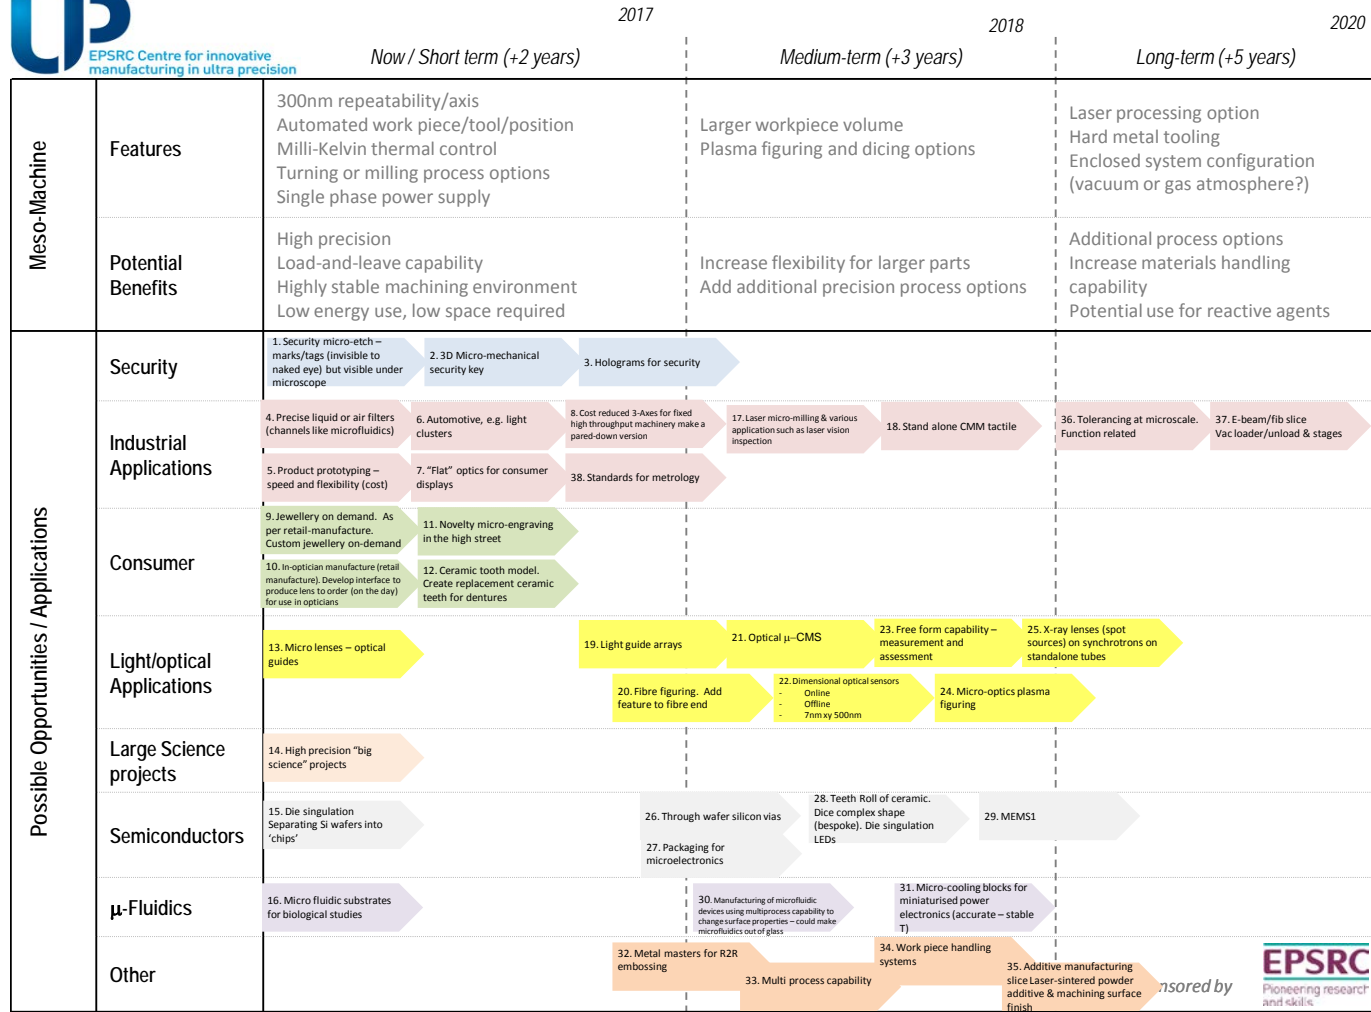 UP
EPSRC Centre for innovative
manufacturing in ultra precision
2017
2018
2020
Now / Short term (+2 years)
Medium-term (+3 years)
Long-term (+5 years)
Meso-Machine
Features
300nm repeatability/axis
Automated work piece/tool/position
Milli-Kelvin thermal control
Turning or milling process options
Single phase power supply
Larger workpiece volume
Plasma figuring and dicing options
Laser processing option
Hard metal tooling
Enclosed system configuration
(vacuum or gas atmosphere?)
Potential
Benefits
High precision
Load-and-leave capability
Highly stable machining environment
Low energy use, low space required
Increase flexibility for larger parts
Add additional precision process options
Additional process options
Increase materials handling
capability
Potential use for reactive agents
Possible Opportunities / Applications
Security
1. Security micro-etch –
marks/tags (invisible to
naked eye) but visible under
microscope
2. 3D Micro-mechanical
security key
3. Holograms for security
Industrial
Applications
4. Precise liquid or air filters
(channels like microfluidics)
6. Automotive, e.g. light
clusters
8. Cost reduced 3-Axes for fixed
high throughput machinery make a
pared-down version
17. Laser micro-milling & various
application such as laser vision
inspection
18. Stand alone CMM tactile
36. Tolerancing at microscale.
Function related
37. E-beam/fib slice
Vac loader/unload & stages
5. Product prototyping –
speed and flexibility (cost)
7. "Flat" optics for consumer
displays
38. Standards for metrology
Consumer
9. Jewellery on demand. As
per retail-manufacture.
Custom jewellery on-demand
11. Novelty micro-engraving
in the high street
10. In-optician manufacture (retail
manufacture). Develop interface to
produce lens to order (on the day)
for use in opticians
12. Ceramic tooth model.
Create replacement ceramic
teeth for dentures
Light/optical
Applications
13. Micro lenses – optical
guides
19. Light guide arrays
21. Optical μ–CMS
23. Free form capability –
measurement and
assessment
25. X-ray lenses (spot
sources) on synchrotrons on
standalone tubes
20. Fibre figuring. Add
feature to fibre end
22. Dimensional optical sensors
- Online
- Offline
- 7nm xy 500nm
24. Micro-optics plasma
figuring
Large Science
projects
14. High precision "big
science" projects
Semiconductors
15. Die singulation
Separating Si wafers into
'chips'
26. Through wafer silicon vias
27. Packaging for
microelectronics
28. Teeth Roll of ceramic.
Dice complex shape
(bespoke). Die singulation
LEDs
29. MEMS1
μ-Fluidics
16. Micro fluidic substrates
for biological studies
30. Manufacturing of microfluidic
devices using multiprocess capability to
change surface properties – could make
microfluidics out of glass
31. Micro-cooling blocks for
miniaturised power
electronics (accurate – stable
T)
Other
32. Metal masters for R2R
embossing
33. Multi process capability
34. Work piece handling
systems
35. Additive manufacturing
slice Laser-sintered powder
additive & machining surface
finish
nsored by
EPSRC
Pioneering research
and skills